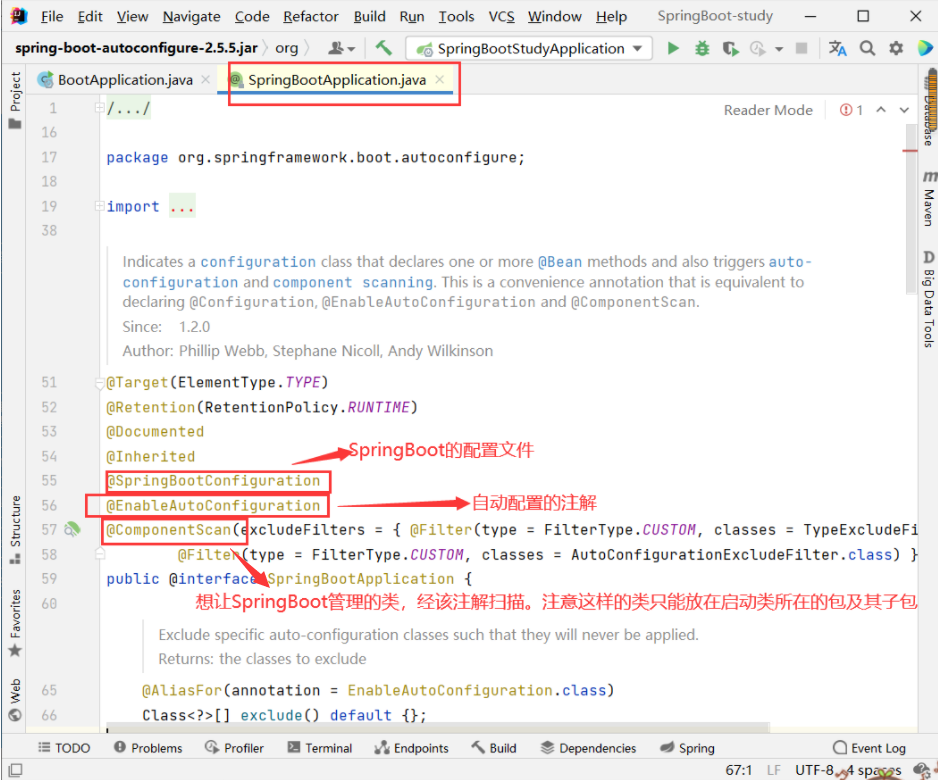 File Edit View Navigate Code Refactor Build Run Tools VCS Window Help SpringBoot-study
spring-boot-autoconfigure-2.5.5.jar org SpringBootStudyApplication
BootApplication.java SpringBootApplication.java
Project
Structure
Favorites
Web
Database
Maven
Big Data Tools
1 /.../
Reader Mode 1
16
17 package org.springframework.boot.autoconfigure;
18
19 import ...
38
Indicates a configuration class that declares one or more @Bean methods and also triggers auto-
configuration and component scanning. This is a convenience annotation that is equivalent to
declaring @Configuration, @EnableAutoConfiguration and @ComponentScan.
Since: 1.2.0
Author: Phillip Webb, Stephane Nicoll, Andy Wilkinson
51 @Target(ElementType.TYPE)
52 @Retention(RetentionPolicy.RUNTIME)
53 @Documented
54 @Inherited
SpringBoot的配置文件
55 @SpringBootConfiguration
56 @EnableAutoConfiguration
自动配置的注解
57 @ComponentScan(excludeFilters = { @Filter(type = FilterType.CUSTOM, classes = TypeExcludeFi
58 @Filter(type = FilterType.CUSTOM, classes = AutoConfigurationExcludeFilter.class) }
59 public @interface SpringBootApplication {
60
想让SpringBoot管理的类，经该注解扫描。注意这样的类只能放在启动类所在的包及其子包
Exclude specific auto-configuration classes such that they will never be applied.
Returns: the classes to exclude
65 @AliasFor(annotation = EnableAutoConfiguration.class)
66 Class<?>[] exclude() default {};
TODO Problems Profiler Terminal Endpoints Build Dependencies Spring Event Log
67:1 LF UTF-8 4 spaces